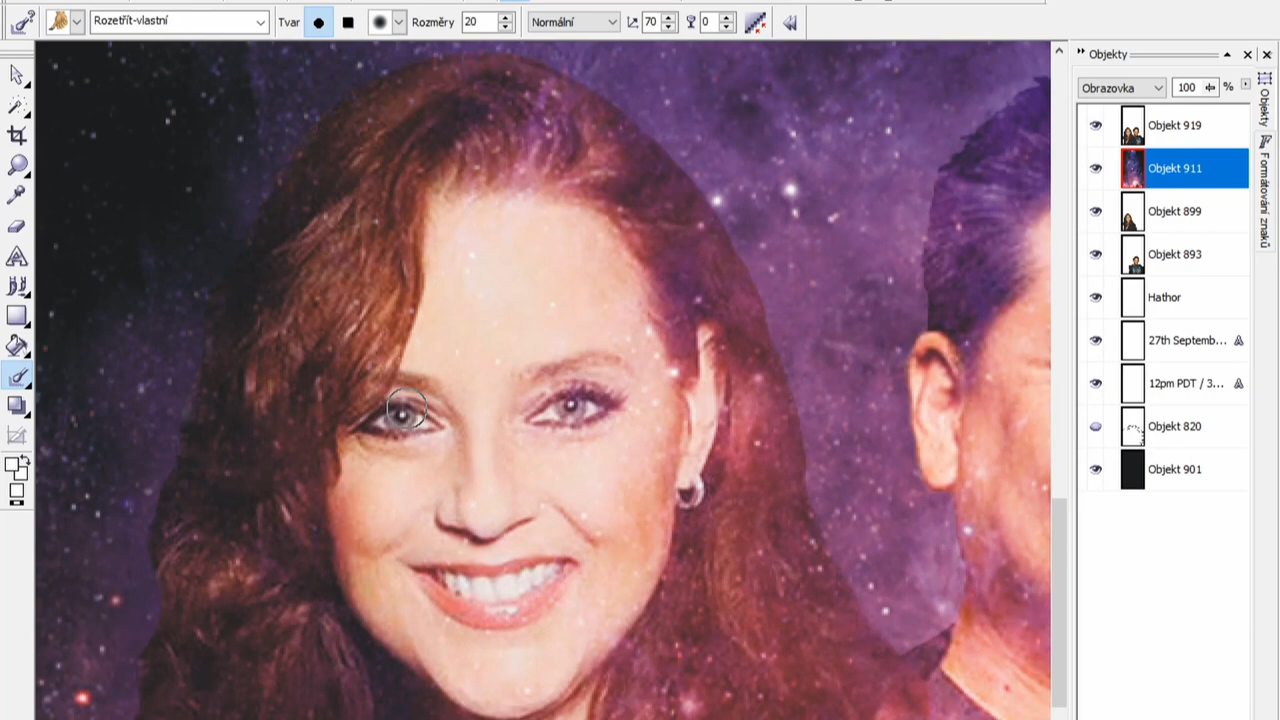 Rozetřít-vlastní
Tvar
Rozměry
20
Normální
70
0
Objekty
Obrazovka
100
%
Objekt 919
Objekt 911
Objekt 899
Objekt 893
Hathor
27th Septemb...
12pm PDT / 3...
Objekt 820
Objekt 901
Objekty
Formátování znaků